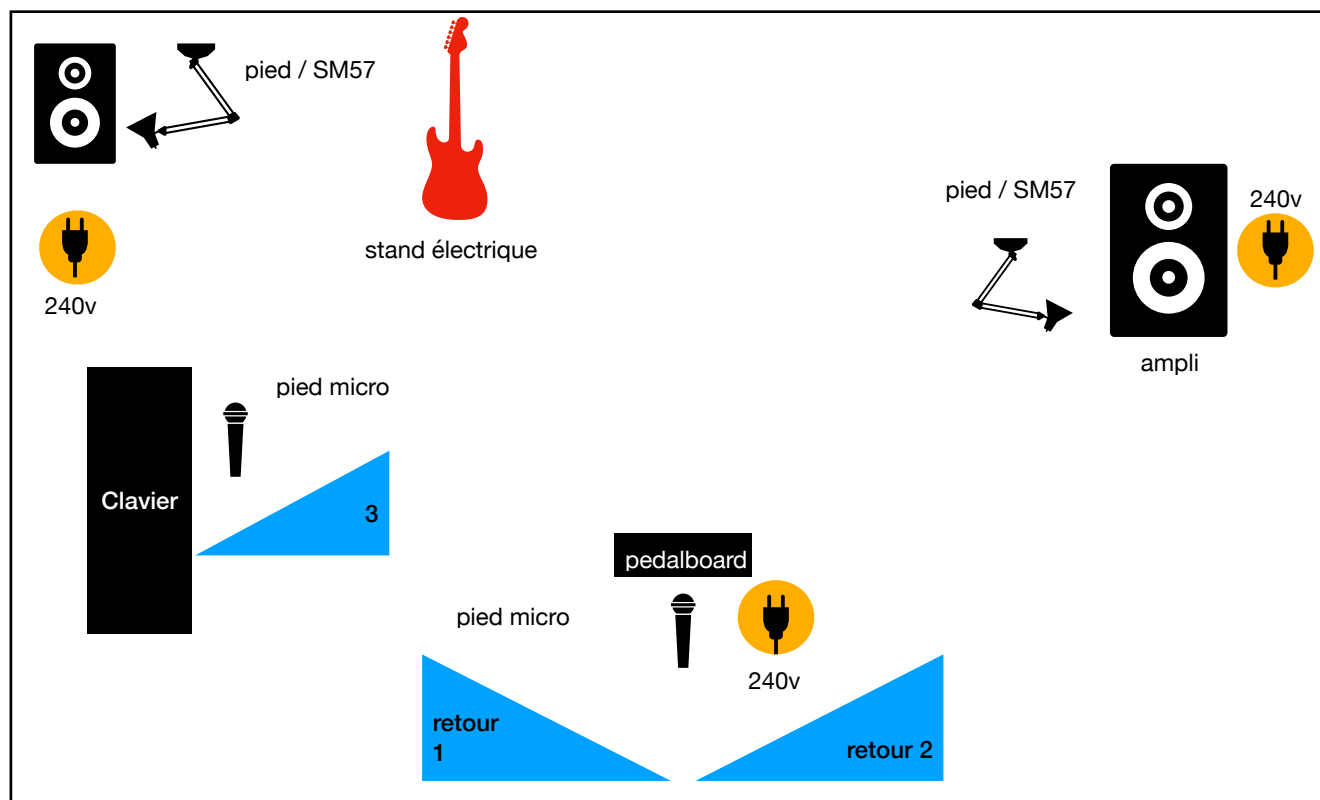 pied / SM57
stand électrique
240v
pied / SM57
240v
ampli
pied micro
Clavier
3
pedalboard
pied micro
240v
retour
1
retour 2